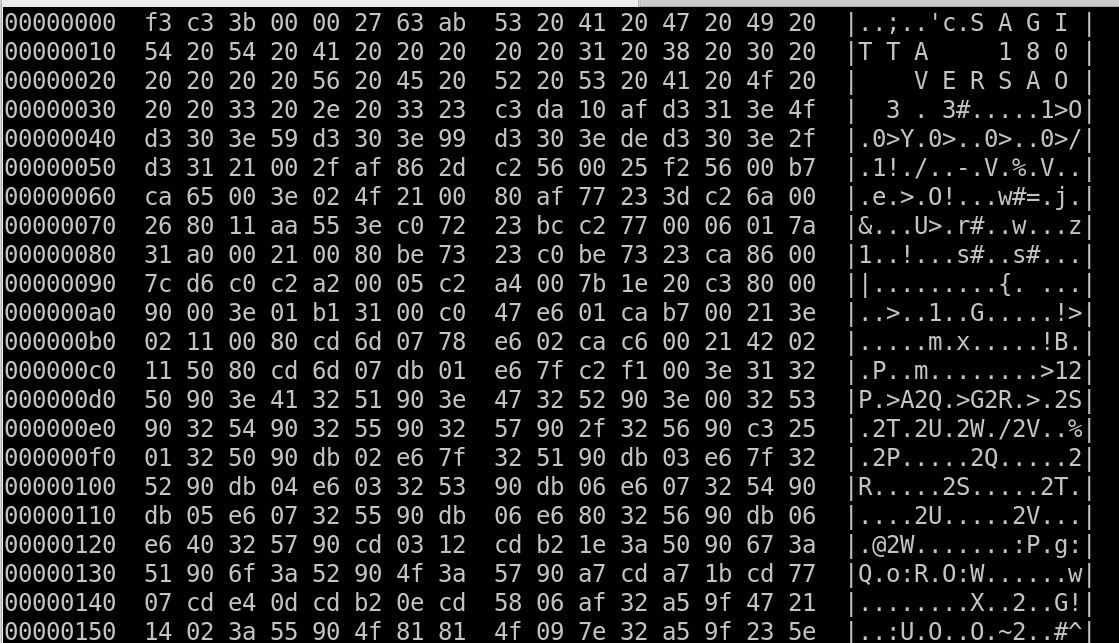 00000000  f3 c3 3b 00 00 27 63 ab  53 20 41 20 47 20 49 20  |..;..'c.S A G I |
00000010  54 20 54 20 41 20 20 20  20 20 31 20 38 20 30 20  |T T A     1 8 0 |
00000020  20 20 20 20 56 20 45 20  52 20 53 20 41 20 4f 20  |    V E R S A O |
00000030  20 20 33 20 2e 20 33 23  c3 da 10 af d3 31 3e 4f  |  3 . 3#.....1>O|
00000040  d3 30 3e 59 d3 30 3e 99  d3 30 3e de d3 30 3e 2f  |.0>Y.0>..0>..0>/|
00000050  d3 31 21 00 2f af 86 2d  c2 56 00 25 f2 56 00 b7  |.1!./..-.V.%.V..|
00000060  ca 65 00 3e 02 4f 21 00  80 af 77 23 3d c2 6a 00  |.e.>.O!...w#=.j.|
00000070  26 80 11 aa 55 3e c0 72  23 bc c2 77 00 06 01 7a  |&...U>.r#..w...z|
00000080  31 a0 00 21 00 80 be 73  23 c0 be 73 23 ca 86 00  |1..!...s#..s#...|
00000090  7c d6 c0 c2 a2 00 05 c2  a4 00 7b 1e 20 c3 80 00  ||.........{. ...|
000000a0  90 00 3e 01 b1 31 00 c0  47 e6 01 ca b7 00 21 3e  |..>..1..G.....!>|
000000b0  02 11 00 80 cd 6d 07 78  e6 02 ca c6 00 21 42 02  |.....m.x.....!B.|
000000c0  11 50 80 cd 6d 07 db 01  e6 7f c2 f1 00 3e 31 32  |.P..m........>12|
000000d0  50 90 3e 41 32 51 90 3e  47 32 52 90 3e 00 32 53  |P.>A2Q.>G2R.>.2S|
000000e0  90 32 54 90 32 55 90 32  57 90 2f 32 56 90 c3 25  |.2T.2U.2W./2V..%|
000000f0  01 32 50 90 db 02 e6 7f  32 51 90 db 03 e6 7f 32  |.2P.....2Q.....2|
00000100  52 90 db 04 e6 03 32 53  90 db 06 e6 07 32 54 90  |R.....2S.....2T.|
00000110  db 05 e6 07 32 55 90 db  06 e6 80 32 56 90 db 06  |....2U.....2V...|
00000120  e6 40 32 57 90 cd 03 12  cd b2 1e 3a 50 90 67 3a  |.@2W.......:P.g:|
00000130  51 90 6f 3a 52 90 4f 3a  57 90 a7 cd a7 1b cd 77  |Q.o:R.O:W......w|
00000140  07 cd e4 0d cd b2 0e cd  58 06 af 32 a5 9f 47 21  |........X..2..G!|
00000150  14 02 3a 55 90 4f 81 81  4f 09 7e 32 a5 9f 23 5e  |..:U.O..O.~2..#^|